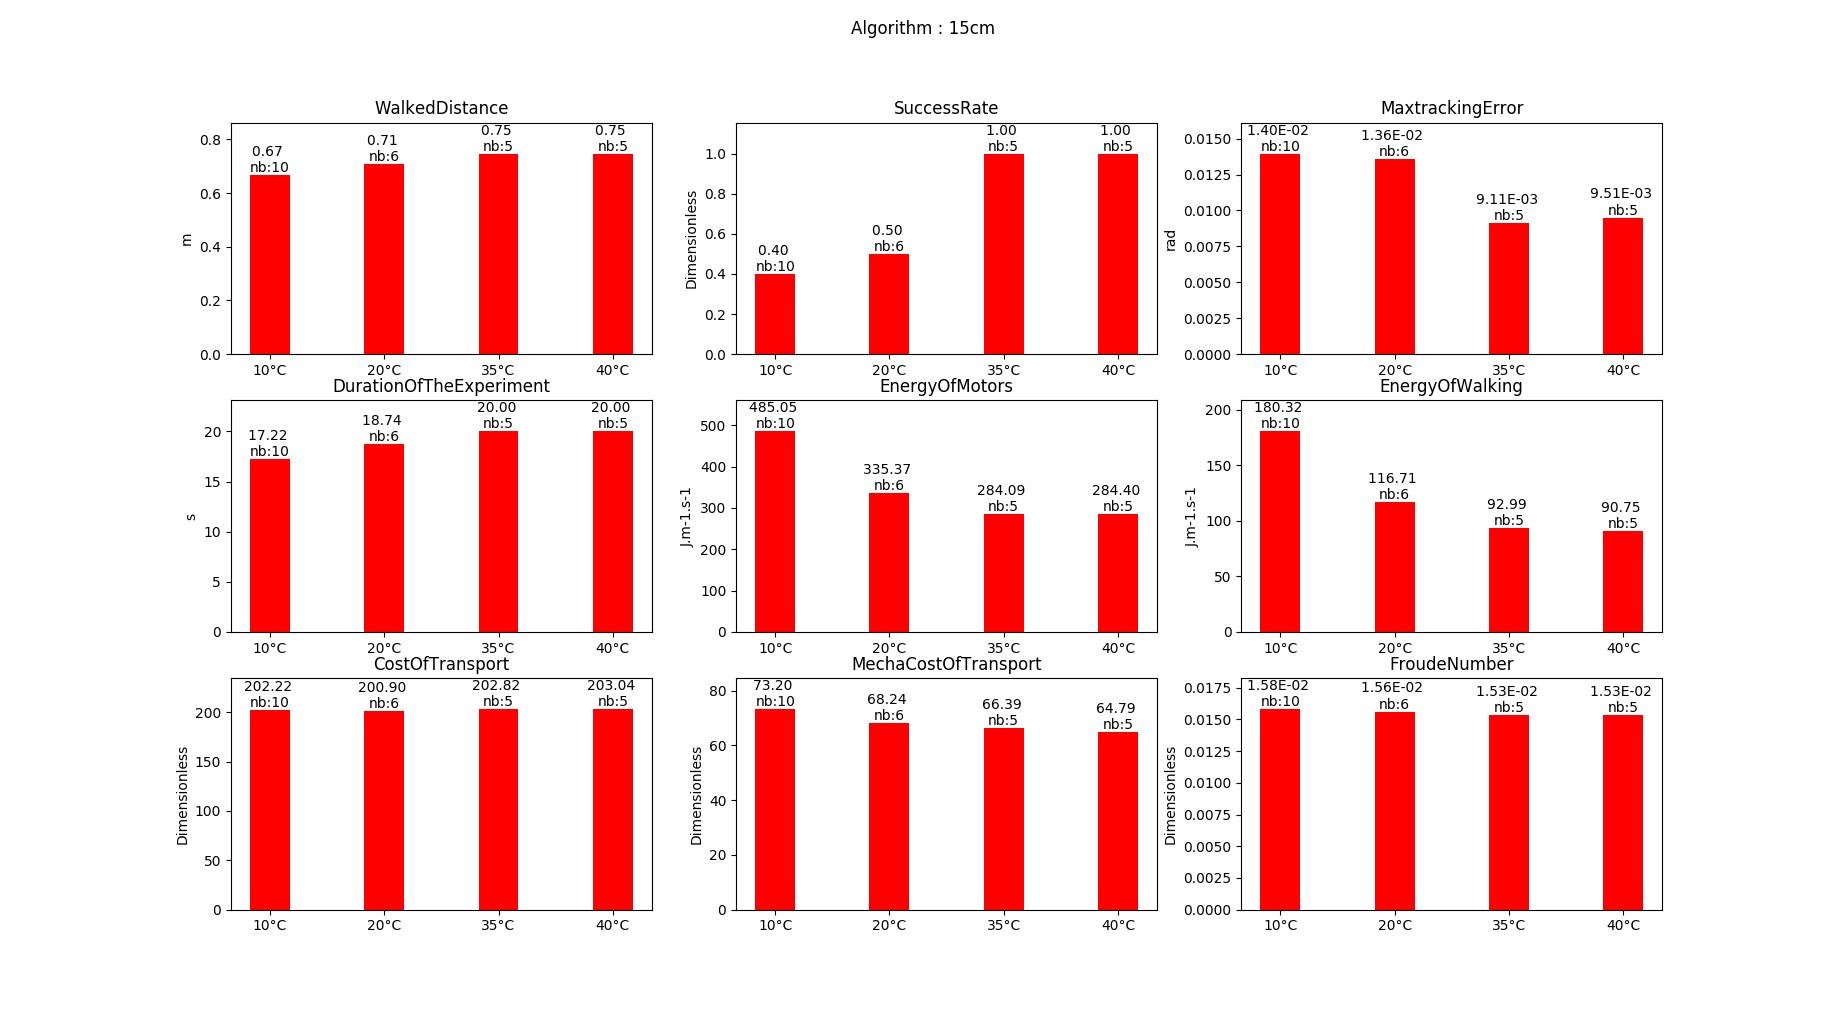 Algorithm : 15cm
WalkedDistance
m
0.8
0.6
0.4
0.2
0.0
0.67
nb:10
0.71
nb:6
0.75
nb:5
0.75
nb:5
10°C
20°C
35°C
40°C
SuccessRate
Dimensionless
1.0
0.8
0.6
0.4
0.2
0.0
0.40
nb:10
0.50
nb:6
1.00
nb:5
1.00
nb:5
10°C
20°C
35°C
40°C
MaxtrackingError
rad
0.0150
0.0125
0.0100
0.0075
0.0050
0.0025
0.0000
1.40E-02
nb:10
1.36E-02
nb:6
9.11E-03
nb:5
9.51E-03
nb:5
10°C
20°C
35°C
40°C
DurationOfTheExperiment
s
20
15
10
5
0
17.22
nb:10
18.74
nb:6
20.00
nb:5
20.00
nb:5
10°C
20°C
35°C
40°C
EnergyOfMotors
J.m-1.s-1
500
400
300
200
100
0
485.05
nb:10
335.37
nb:6
284.09
nb:5
284.40
nb:5
10°C
20°C
35°C
40°C
EnergyOfWalking
J.m-1.s-1
200
150
100
50
0
180.32
nb:10
116.71
nb:6
92.99
nb:5
90.75
nb:5
10°C
20°C
35°C
40°C
CostOfTransport
Dimensionless
200
150
100
50
0
202.22
nb:10
200.90
nb:6
202.82
nb:5
203.04
nb:5
10°C
20°C
35°C
40°C
MechaCostOfTransport
Dimensionless
80
60
40
20
0
73.20
nb:10
68.24
nb:6
66.39
nb:5
64.79
nb:5
10°C
20°C
35°C
40°C
FroudeNumber
Dimensionless
0.0175
0.0150
0.0125
0.0100
0.0075
0.0050
0.0025
0.0000
1.58E-02
nb:10
1.56E-02
nb:6
1.53E-02
nb:5
1.53E-02
nb:5
10°C
20°C
35°C
40°C